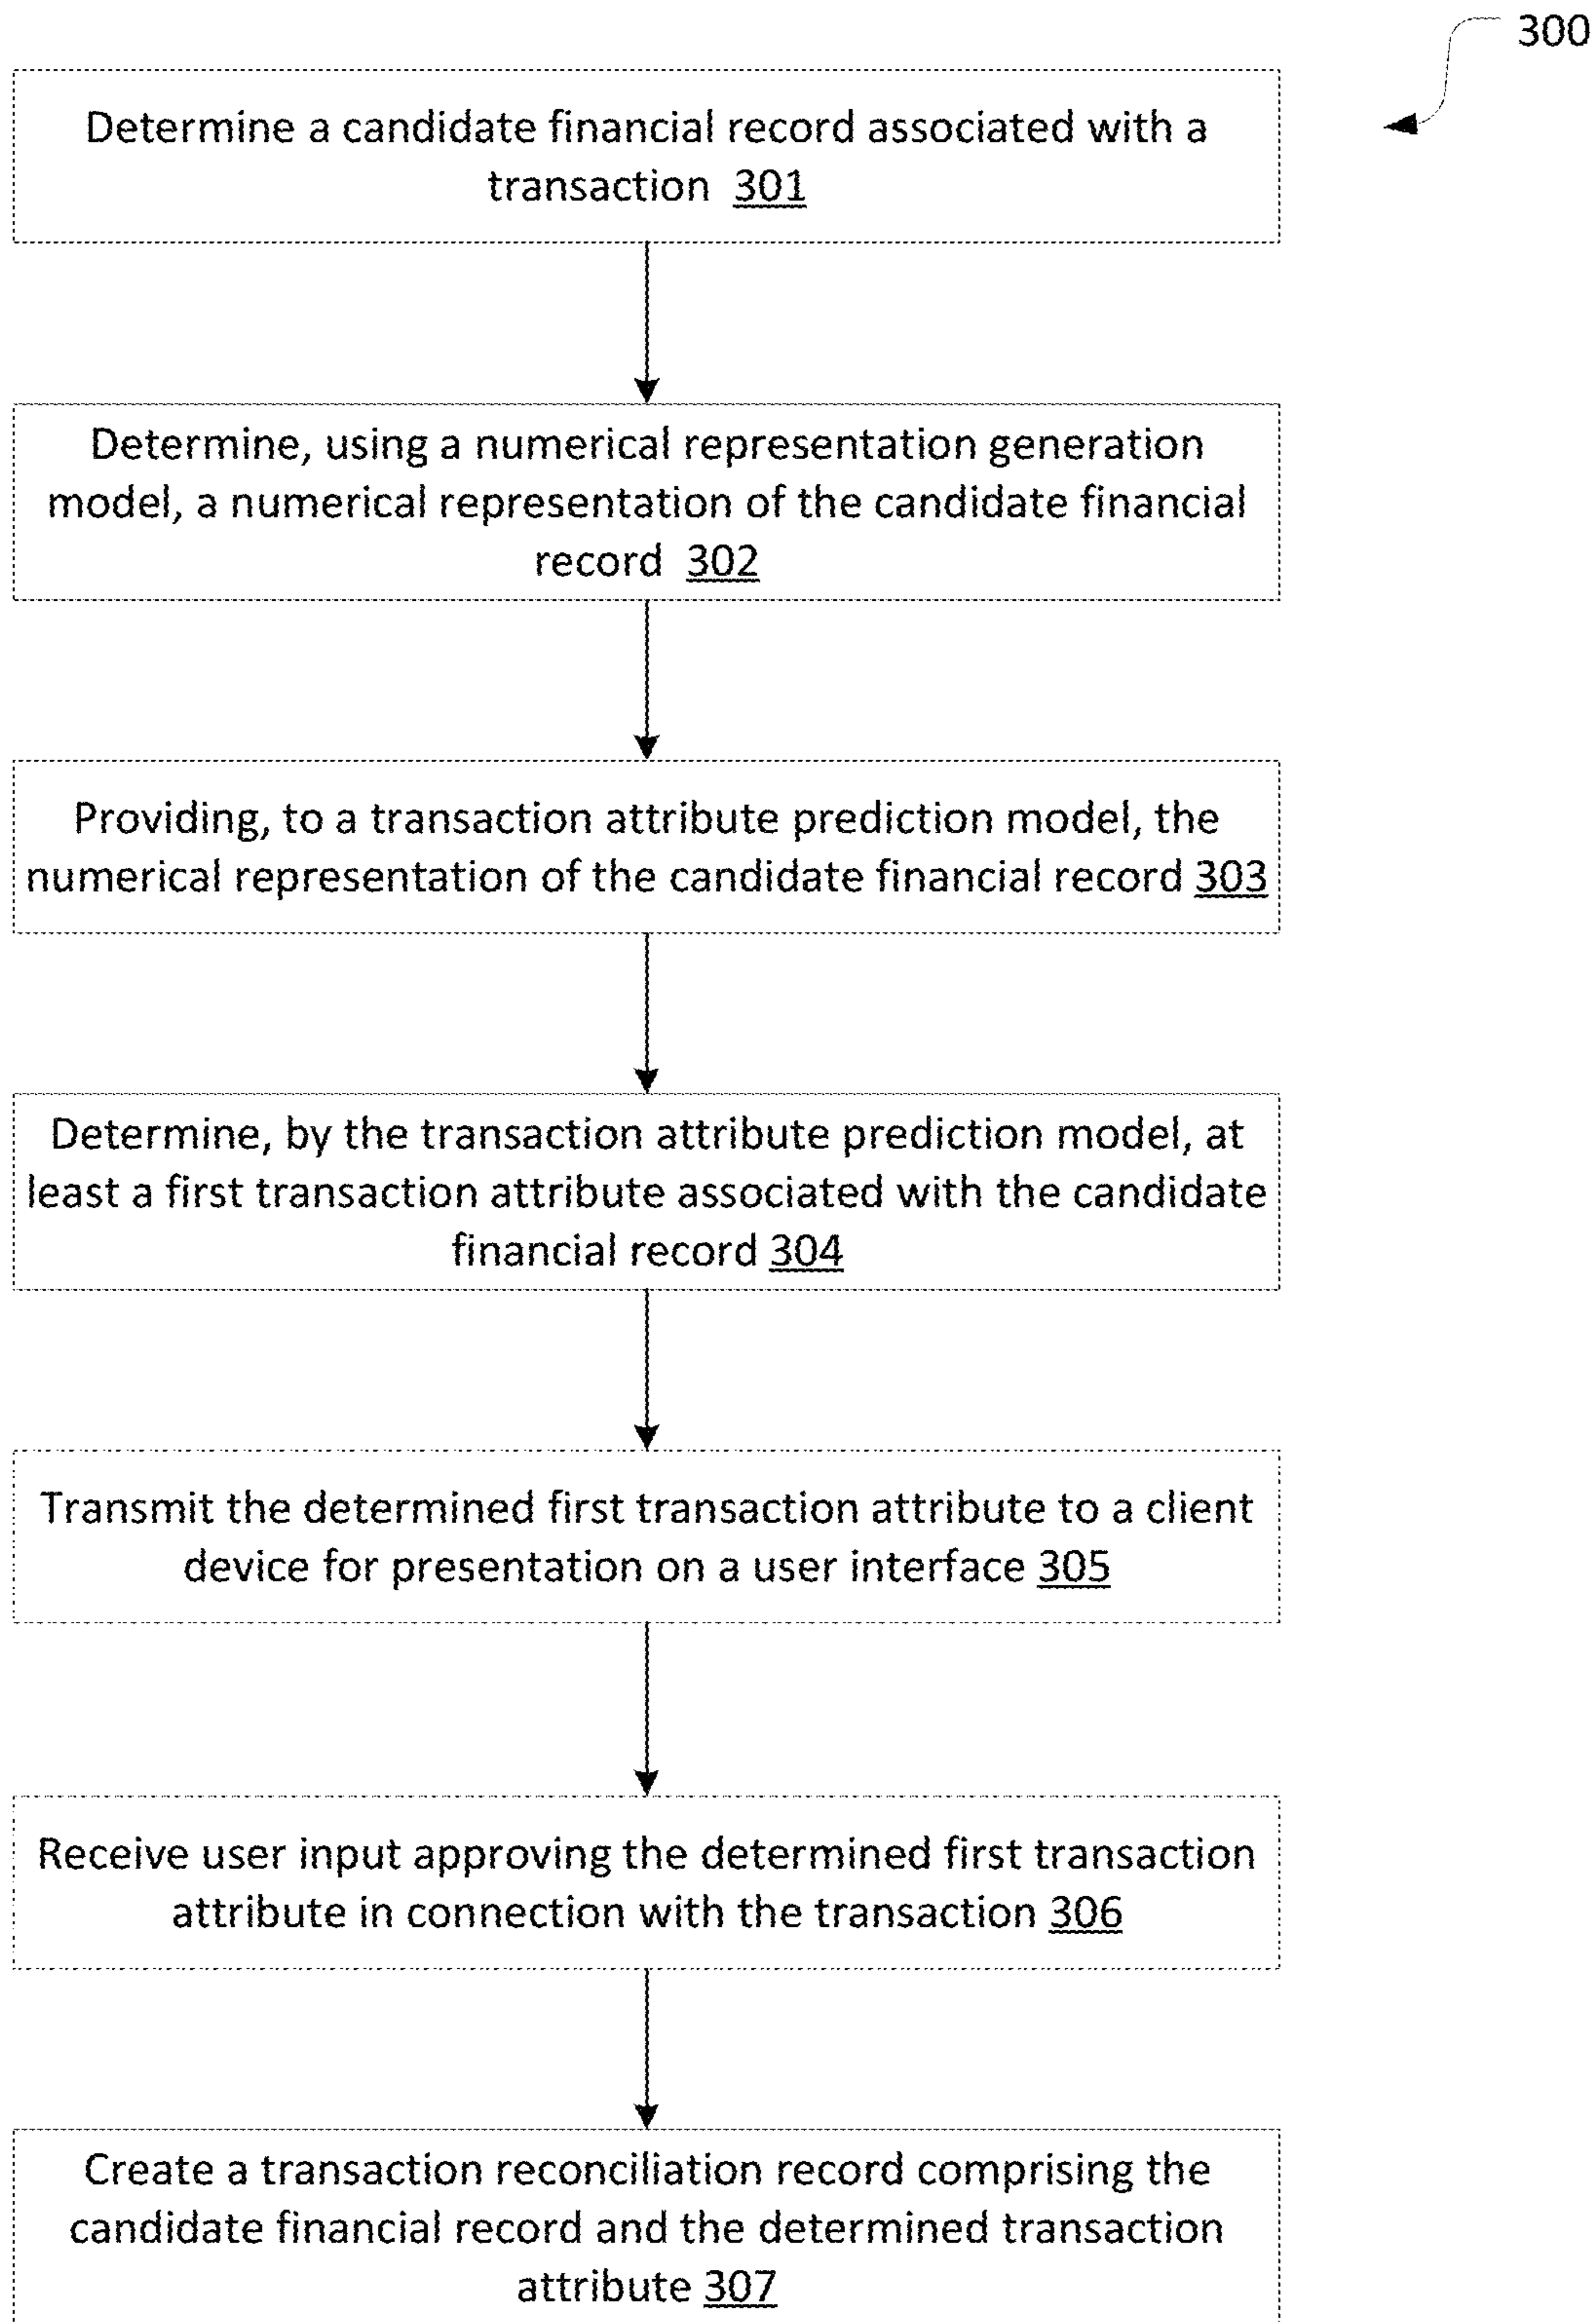 300
Determine a candidate financial record associated with a
transaction 301
Determine, using a numerical representation generation
model, a numerical representation of the candidate financial
record 302
Providing, to a transaction attribute prediction model, the
numerical representation of the candidate financial record 303
Determine, by the transaction attribute prediction model, at
least a first transaction attribute associated with the candidate
financial record 304
Transmit the determined first transaction attribute to a client
device for presentation on a user interface 305
Receive user input approving the determined first transaction
attribute in connection with the transaction 306
Create a transaction reconciliation record comprising the
candidate financial record and the determined transaction
attribute 307